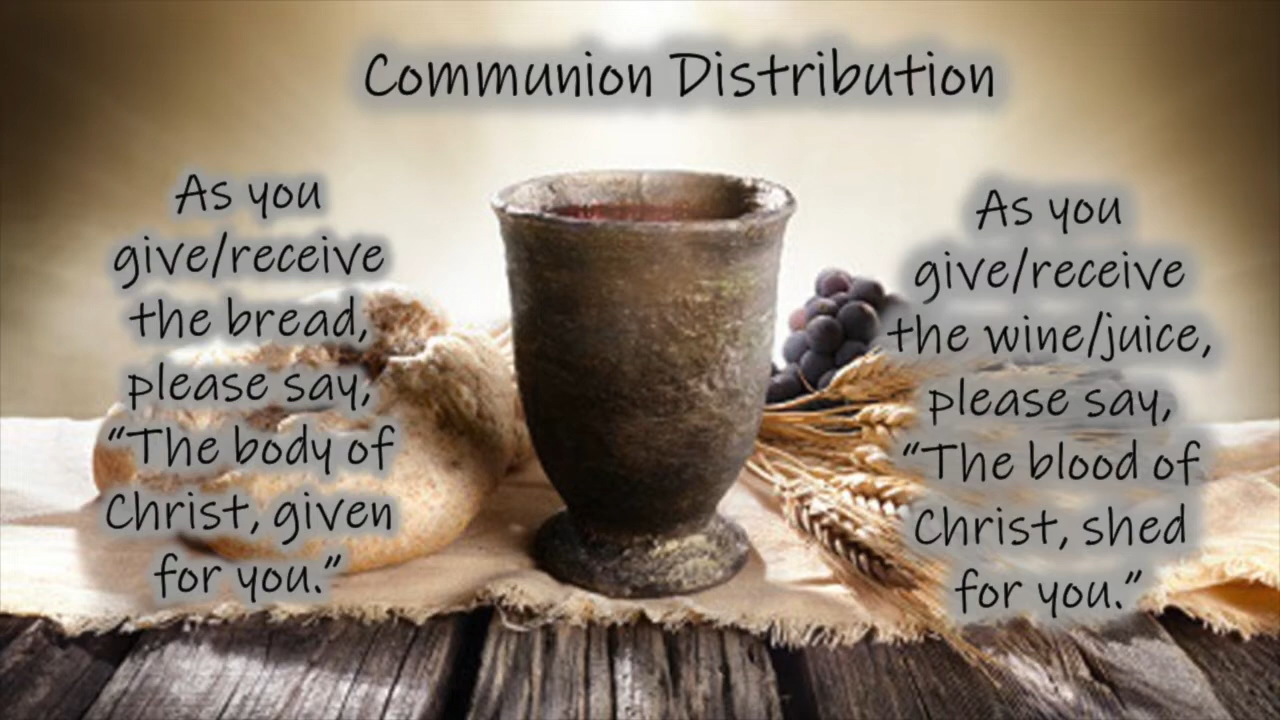 Communion Distribution
As you
give/receive
the bread,
please say,
“The body of
Christ, given
for you.”
As you
give/receive
the wine/juice,
please say,
“The blood of
Christ, shed
for you.”